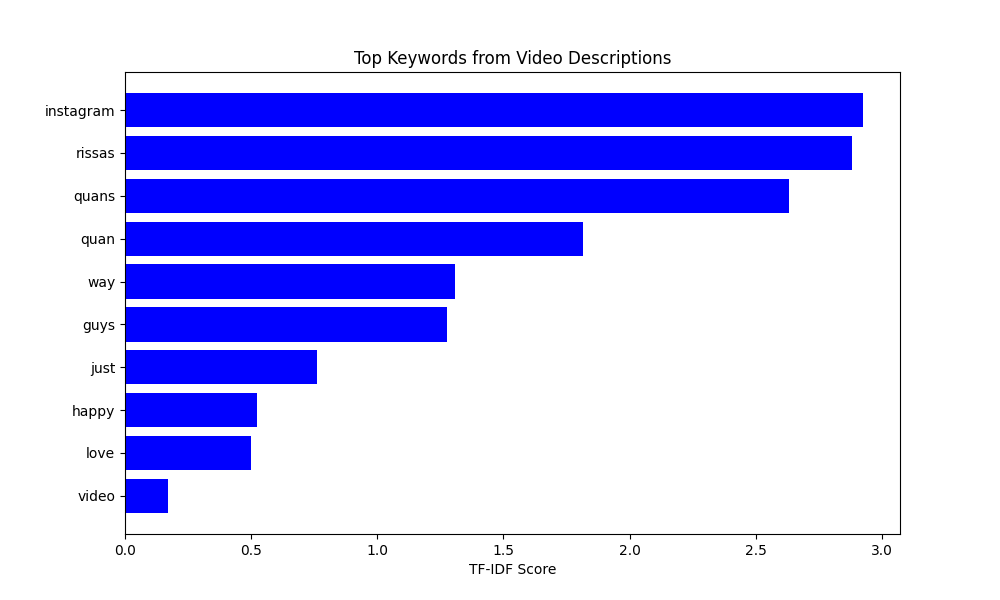 Top Keywords from Video Descriptions
instagram
rissas
quans
quan
way
guys
just
happy
love
video
0.0 0.5 1.0 1.5 2.0 2.5 3.0
TF-IDF Score